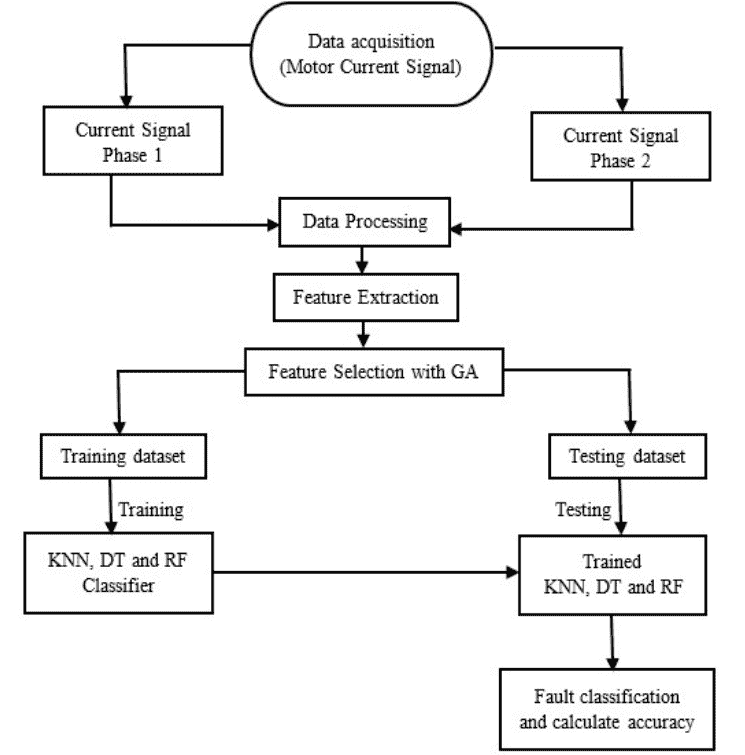 Data acquisition
(Motor Current Signal)
Current Signal
Phase 1
Current Signal
Phase 2
Data Processing
Feature Extraction
Feature Selection with GA
Training dataset
Testing dataset
Training
Testing
KNN, DT and RF
Classifier
Trained
KNN, DT and RF
Fault classification
and calculate accuracy